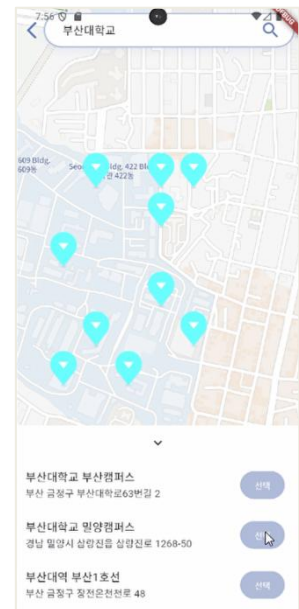 7:56
부산대학교
609 Bldg.
609동
dg. 422 Bl
관 422동
부산대학교 부산캠퍼스
부산 금정구 부산대학로63번길 2
선택
부산대학교 밀양캠퍼스
경남 밀양시 삼랑진읍 삼랑진로 1268-50
부산대역 부산1호선
부산 금정구 장전온천천로 48
선택